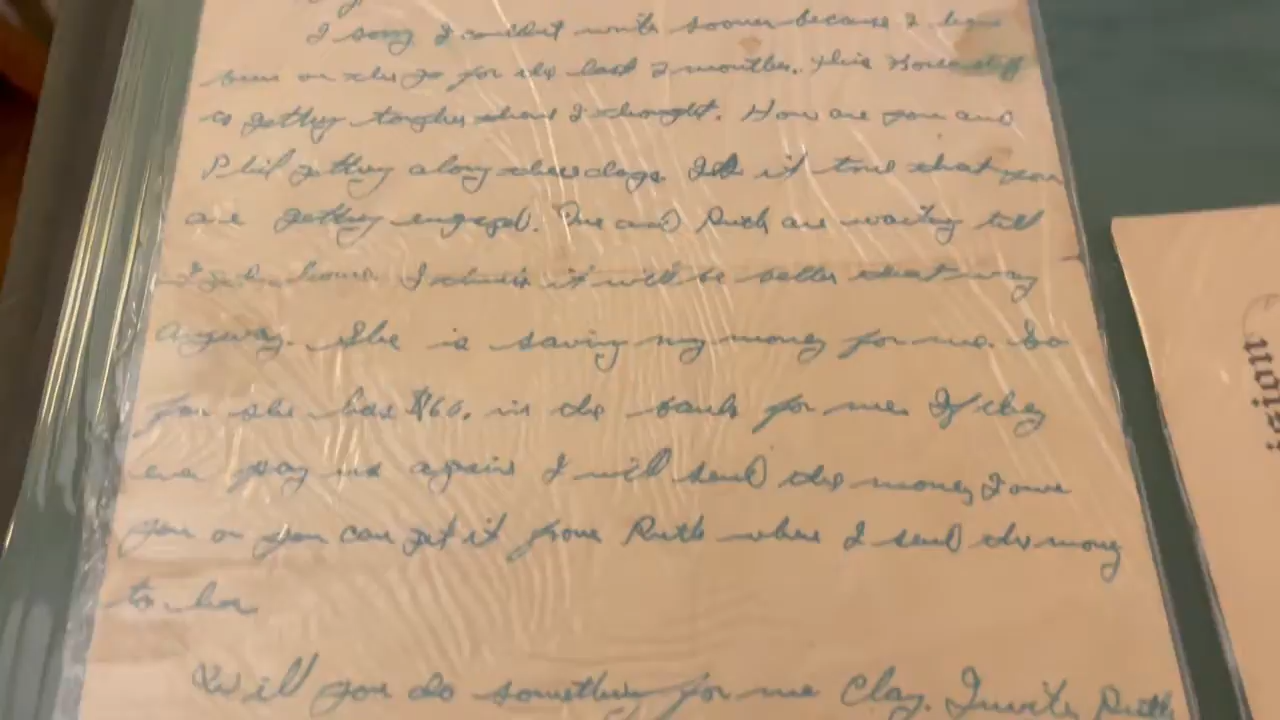 I sorry I couldnt write sooner because I have
been on the go for the last 2 months. This Korea stuff
is getting tougher than I thought. How are you and
Phil getting along these days. Is it true that you
are getting engaged. Me and Ruth are waiting till
I get home. I think it will be better that way
anyway. She is saving my money for me. So
far she has $60. in the bank for me. If they
ever pay us again I will send the money I owe
you or you can get it from Ruth when I send the money
to her
Will you do something for me Clay. Invite Ruth
sion